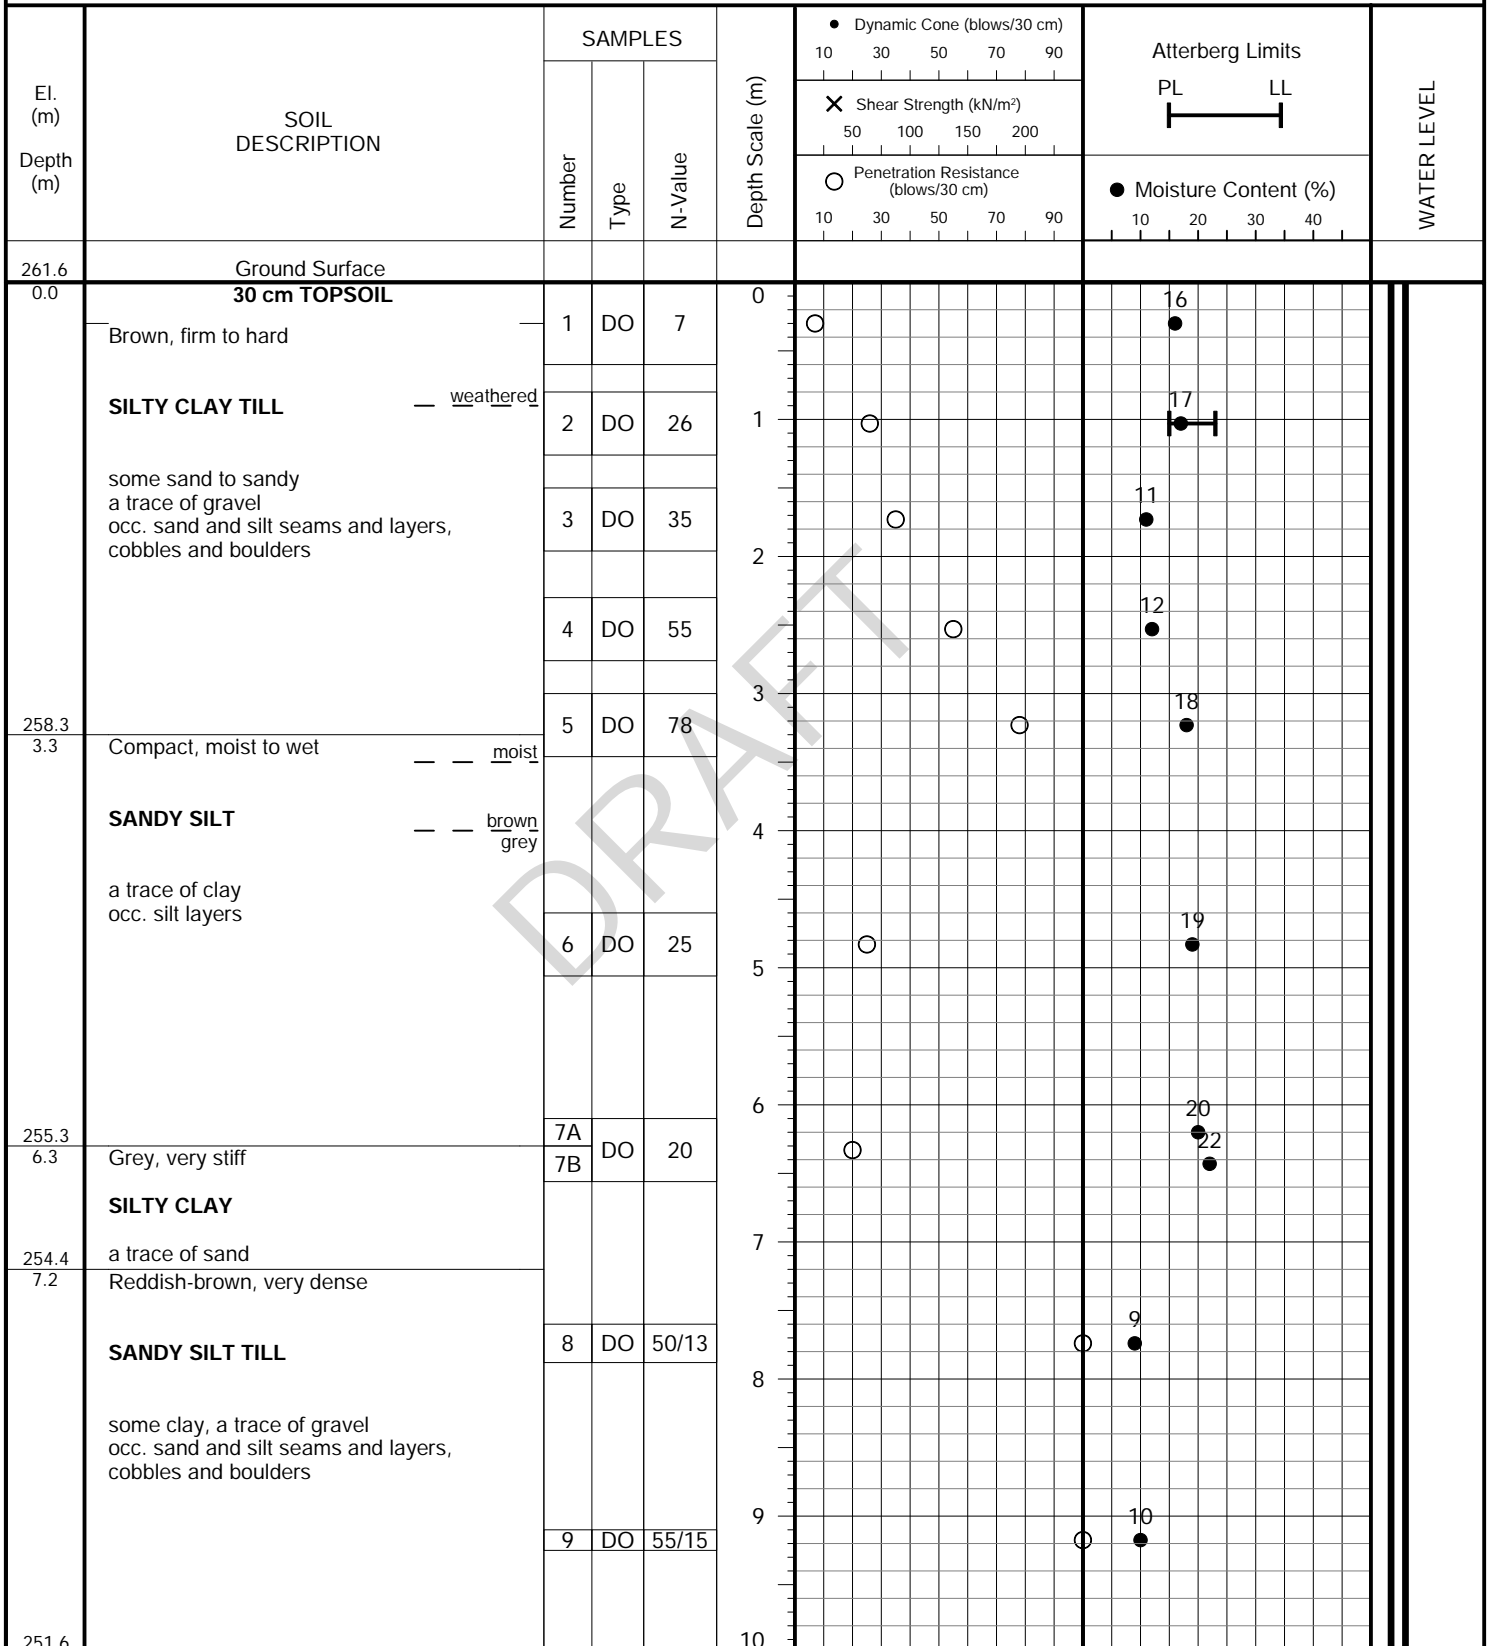 El.
(m)
Depth
(m)
SOIL
DESCRIPTION
SAMPLES
Number
Type
N-Value
Depth Scale (m)
Dynamic Cone (blows/30 cm)
10 30 50 70 90
Shear Strength (kN/m²)
50 100 150 200
Penetration Resistance
(blows/30 cm)
10 30 50 70 90
Atterberg Limits
PL LL
Moisture Content (%)
10 20 30 40
WATER LEVEL
261.6 Ground Surface
0.0 30 cm TOPSOIL 0
16
1 DO 7
Brown, firm to hard
weathered
SILTY CLAY TILL
17
1
2 DO 26
some sand to sandy
a trace of gravel
11
occ. sand and silt seams and layers,
3 DO 35
cobbles and boulders
2
12
4 DO 55
3
18
258.3
5 DO 78
3.3 Compact, moist to wet moist
SANDY SILT brown
4
grey
a trace of clay
occ. silt layers
19
6 DO 25
5
6
20
255.3 7A
22
DO 20
6.3 Grey, very stiff 7B
SILTY CLAY
7
254.4 a trace of sand
7.2 Reddish-brown, very dense
9
8 DO 50/13
SANDY SILT TILL
8
some clay, a trace of gravel
occ. sand and silt seams and layers,
cobbles and boulders
9
10
9 DO 55/15
251.6 10
DRAFT